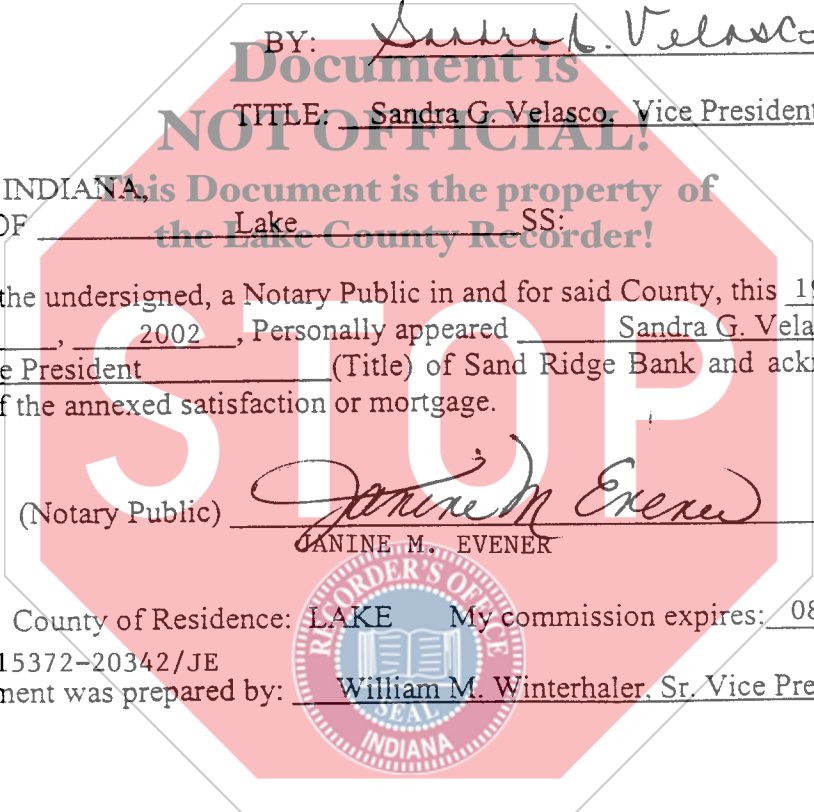 BY: Sandra G. Velasco
Document is
TITLE: Sandra G. Velasco, Vice President
NOT OFFICIAL!
INDIANA,
This Document is the property of
OF Lake SS:
the Lake County Recorder!
the undersigned, a Notary Public in and for said County, this 19
, 2002, Personally appeared Sandra G. Vela
e President (Title) of Sand Ridge Bank and ack
f the annexed satisfaction or mortgage.
STOP
(Notary Public) Janine M Evener
JANINE M. EVENER
RECORDER'S OFFICE
County of Residence: LAKE My commission expires: 08
15372-20342/JE
ment was prepared by: William M. Winterhaler, Sr. Vice Pre
SEAL
INDIANA